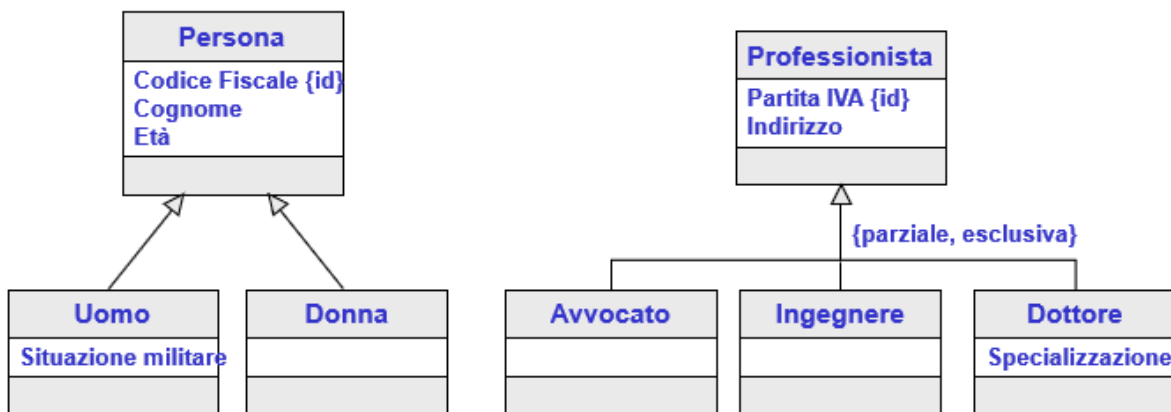 Persona
Codice Fiscale {id}
Cognome
Età
Uomo
Situazione militare
Donna
Professionista
Partita IVA {id}
Indirizzo
{parziale, esclusiva}
Avvocato
Ingegnere
Dottore
Specializzazione